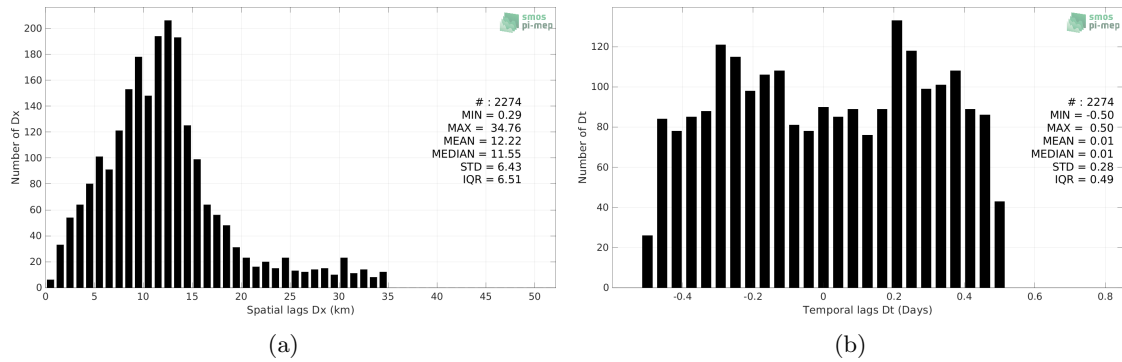 smos
pi-mep
200
180
160
140
120
100
80
60
40
20
0
Number of Dx
# : 2274
MIN = 0.29
MAX = 34.76
MEAN = 12.22
MEDIAN = 11.55
STD = 6.43
IQR = 6.51
0 5 10 15 20 25 30 35 40 45 50
Spatial lags Dx (km)
(a)
smos
pi-mep
120
100
80
60
40
20
0
Number of Dt
# : 2274
MIN = -0.50
MAX = 0.50
MEAN = 0.01
MEDIAN = 0.01
STD = 0.28
IQR = 0.49
-0.4 -0.2 0 0.2 0.4 0.6 0.8
Temporal lags Dt (Days)
(b)